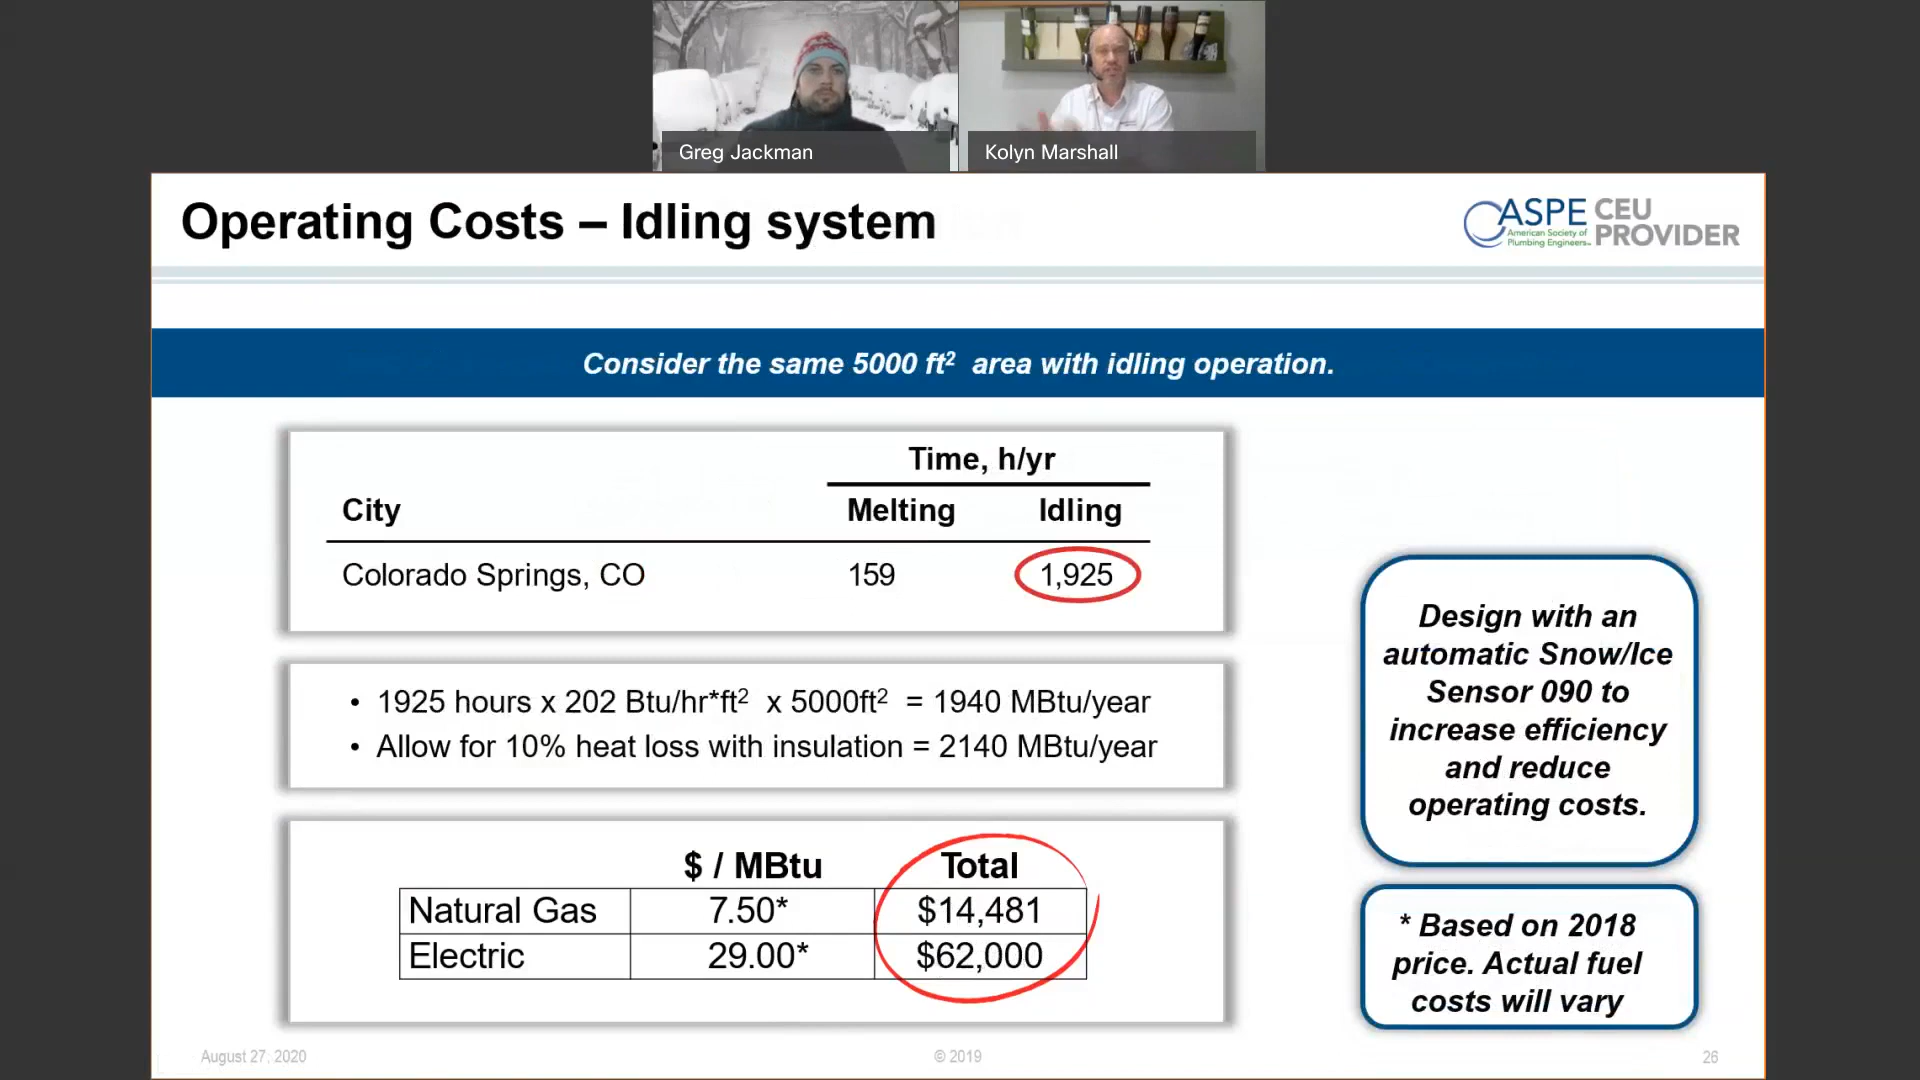 Greg Jackman
Kolyn Marshall
Operating Costs – Idling system
ASPE CEU
American Society of
Plumbing Engineers™
PROVIDER
Consider the same 5000 ft² area with idling operation.
Time, h/yr
City Melting Idling
Colorado Springs, CO 159 1,925
• 1925 hours x 202 Btu/hr*ft² x 5000ft² = 1940 MBtu/year
• Allow for 10% heat loss with insulation = 2140 MBtu/year
$ / MBtu Total
Natural Gas 7.50* $14,481
Electric 29.00* $62,000
Design with an
automatic Snow/Ice
Sensor 090 to
increase efficiency
and reduce
operating costs.
* Based on 2018
price. Actual fuel
costs will vary
August 27, 2020 © 2019 26